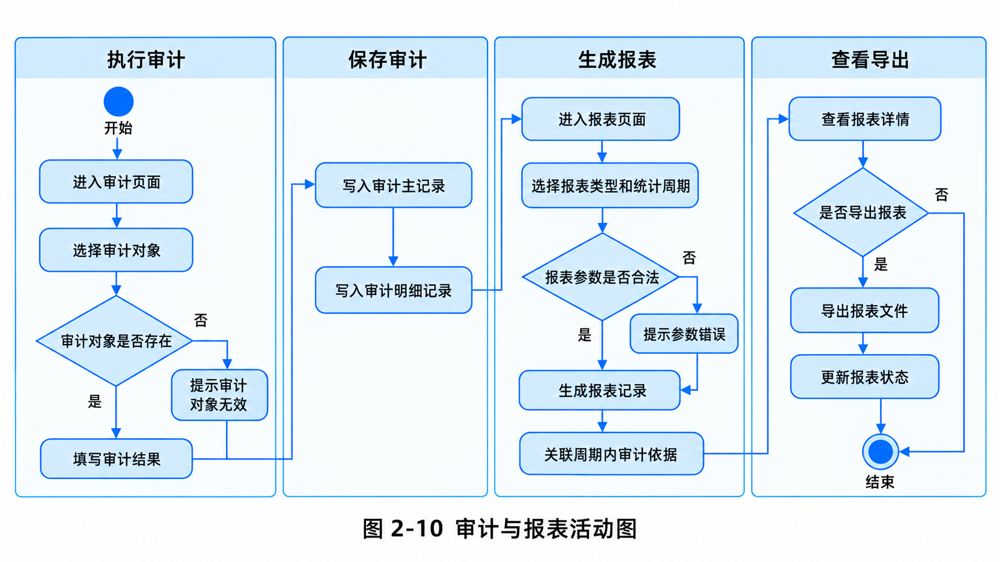 执行审计
开始
进入审计页面
选择审计对象
审计对象是否存在
否
提示审计
对象无效
是
填写审计结果
保存审计
写入审计主记录
写入审计明细记录
生成报表
进入报表页面
选择报表类型和统计周期
报表参数是否合法
否
提示参数错误
是
生成报表记录
关联周期内审计依据
查看导出
查看报表详情
是否导出报表
否
是
导出报表文件
更新报表状态
结束
图 2-10 审计与报表活动图